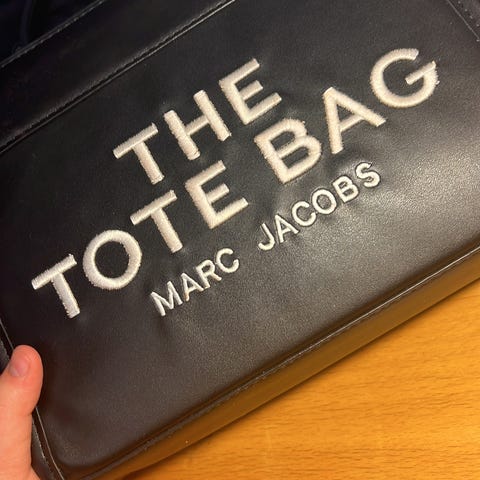 THE
TOTE BAG
MARC JACOBS